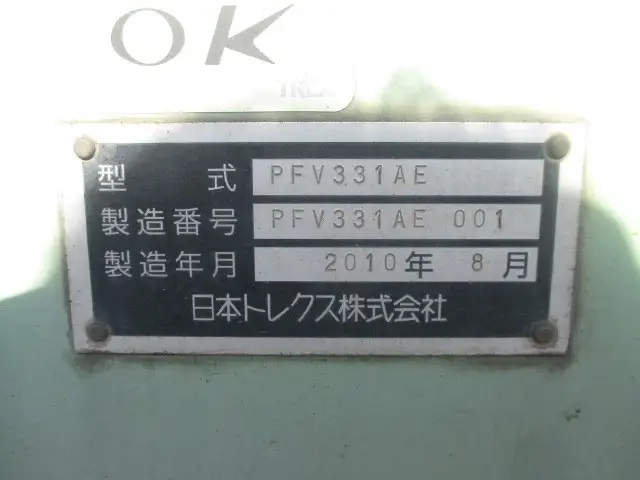 OK
TREX
型式 PFV331AE
製造番号 PFV331AE 001
製造年月 2010年 8月
日本トレクス株式会社